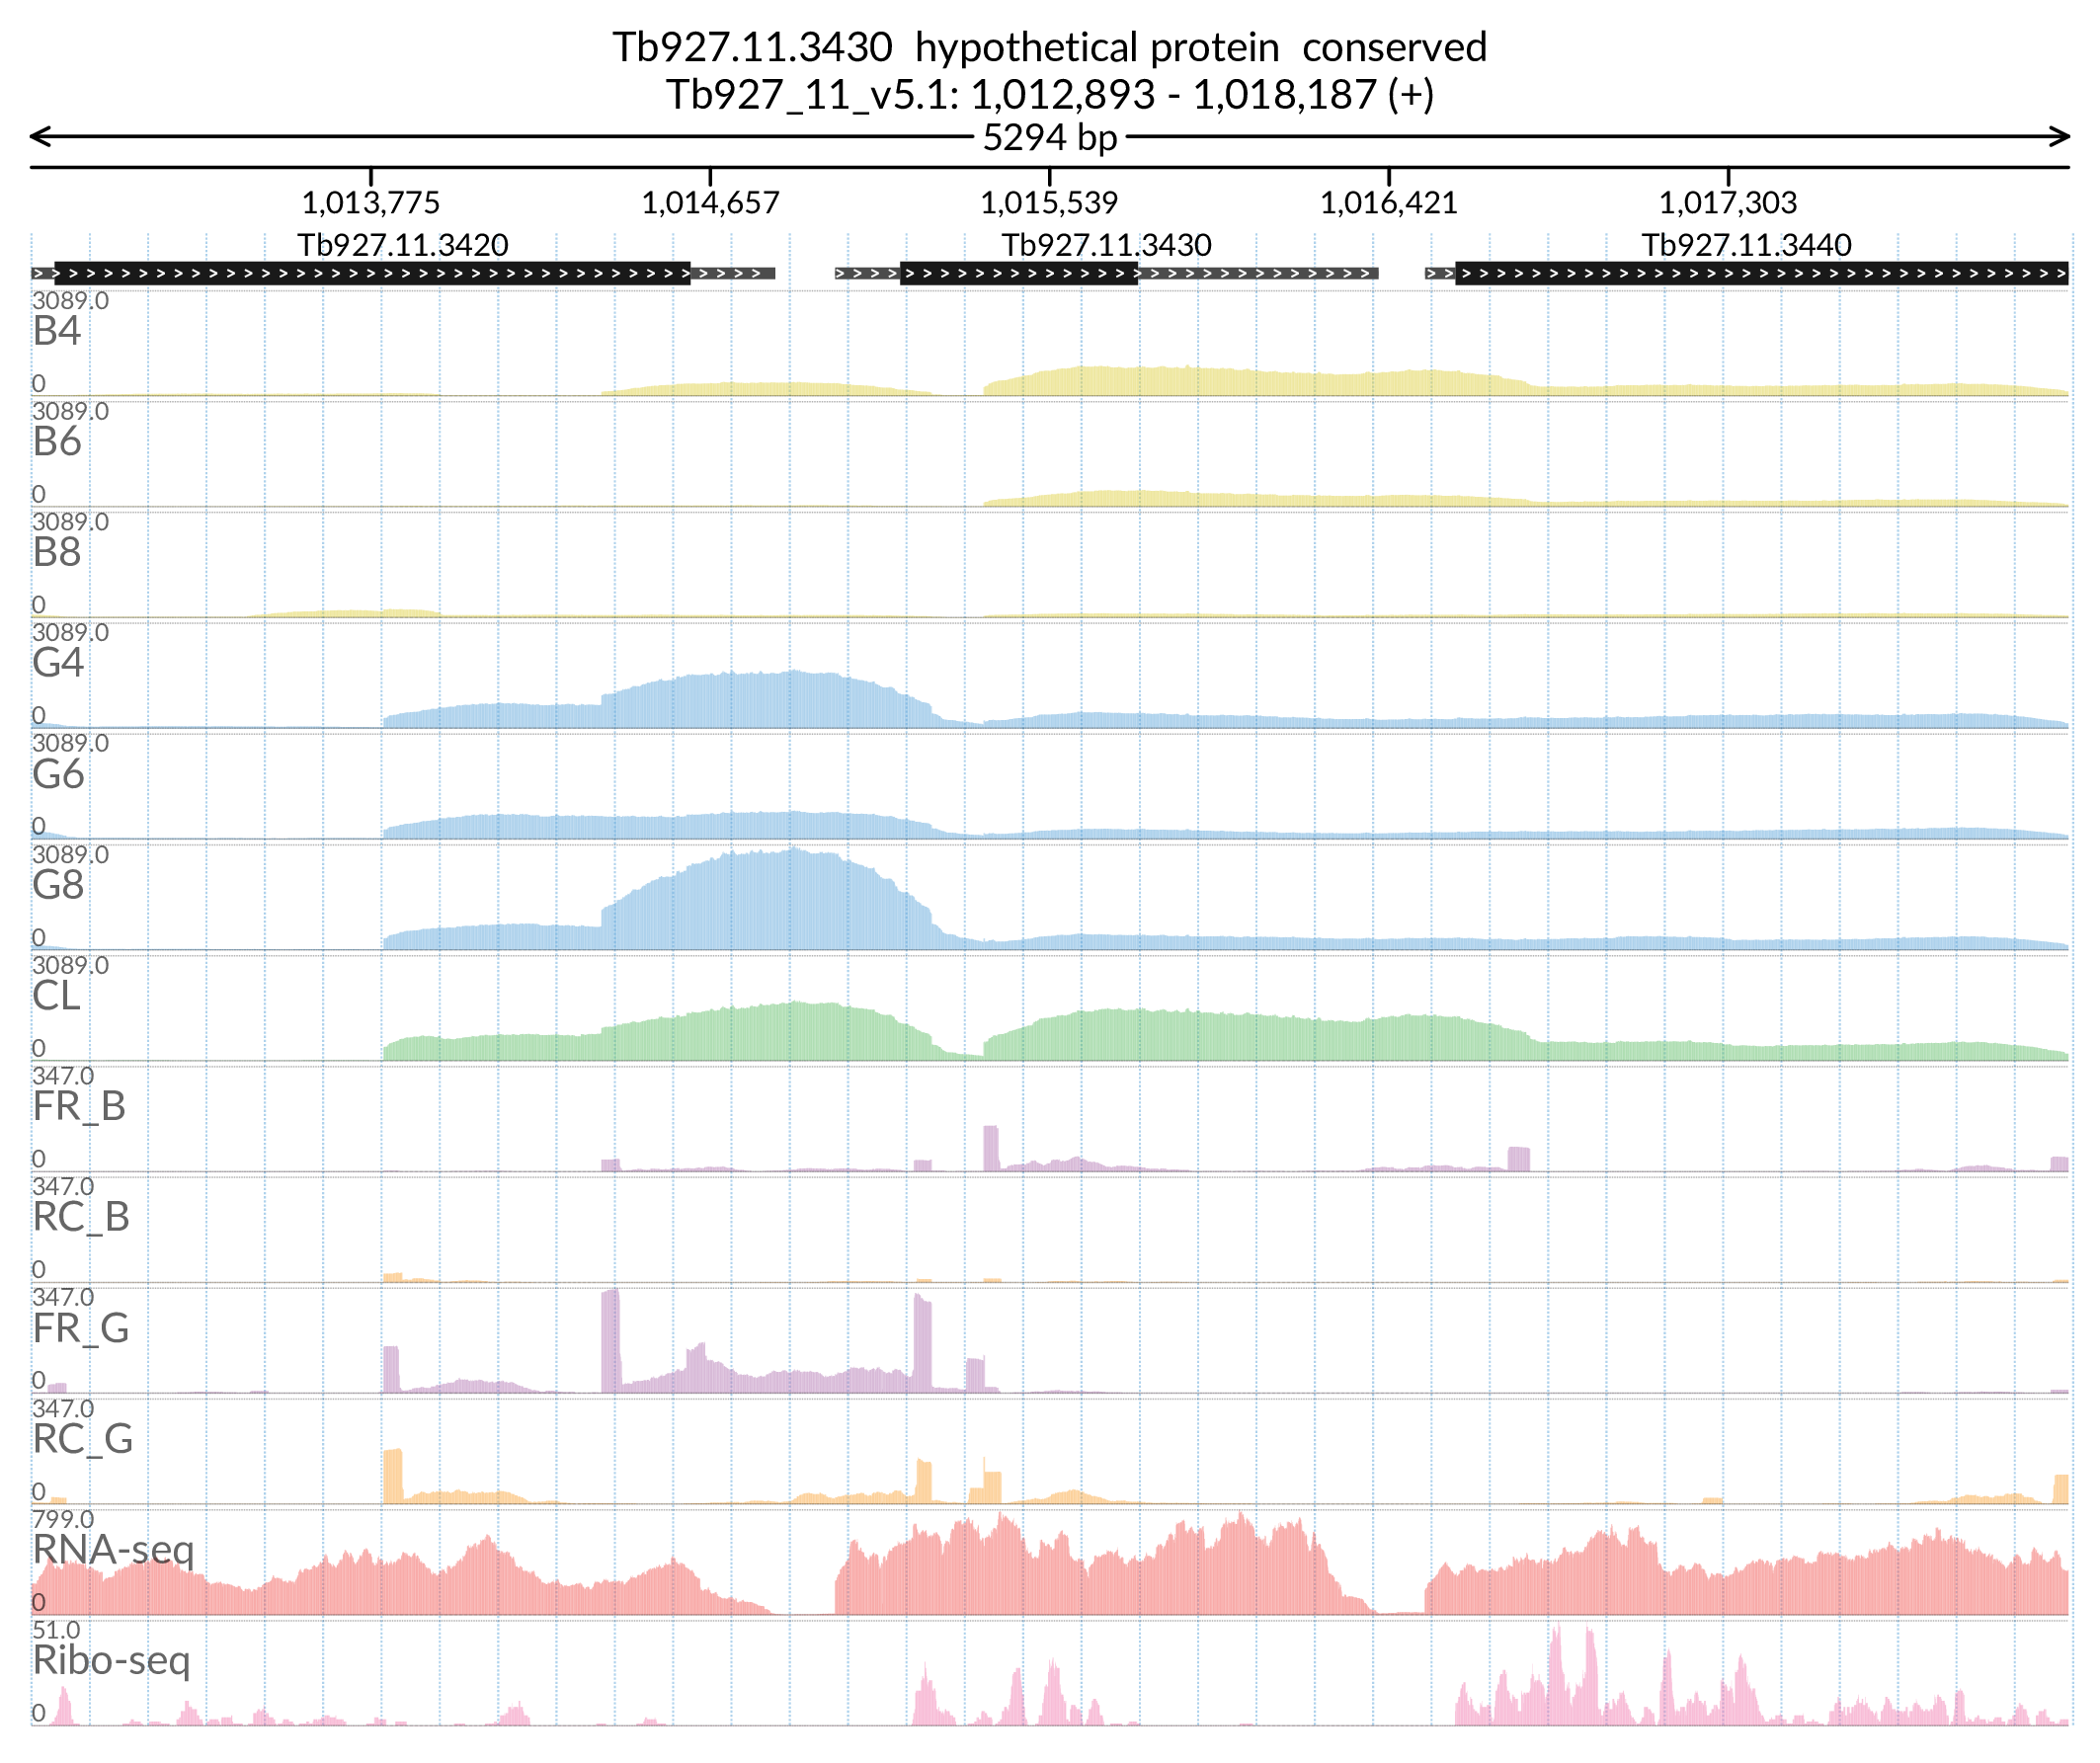 Tb927.11.3430 hypothetical protein conserved
Tb927_11_v5.1: 1,012,893 - 1,018,187 (+)
5294 bp
1,013,775 1,014,657 1,015,539 1,016,421 1,017,303
Tb927.11.3420 Tb927.11.3430 Tb927.11.3440
3089.0
B4
0
3089.0
B6
0
3089.0
B8
0
3089.0
G4
0
3089.0
G6
0
3089.0
G8
0
3089.0
CL
0
347.0
FR_B
0
347.0
RC_B
0
347.0
FR_G
0
347.0
RC_G
0
799.0
RNA-seq
0
51.0
Ribo-seq
0